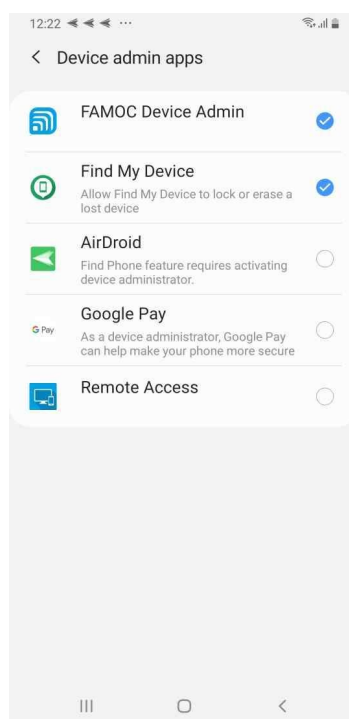 12:22
Device admin apps
FAMOC Device Admin
Find My Device
Allow Find My Device to lock or erase a
lost device
AirDroid
Find Phone feature requires activating
device administrator.
G Pay
Google Pay
As a device administrator, Google Pay
can help make your phone more secure
Remote Access